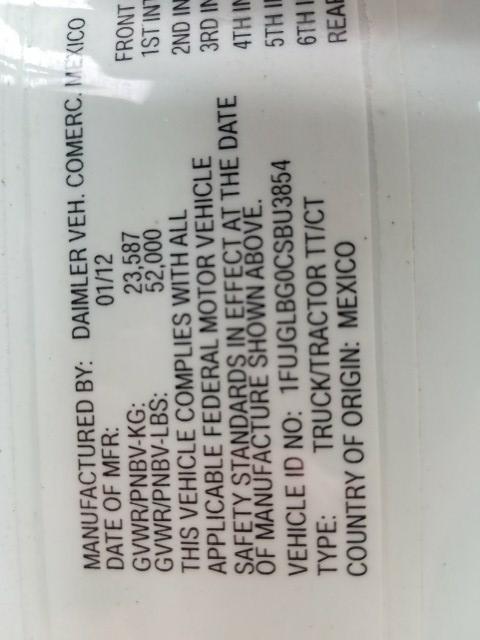 MANUFACTURED BY: DAIMLER VEH. COMERC. MEXICO
DATE OF MFR: 01/12
GVWR/PNBV-KG: 23,587
GVWR/PNBV-LBS: 52,000
THIS VEHICLE COMPLIES WITH ALL
APPLICABLE FEDERAL MOTOR VEHICLE
SAFETY STANDARDS IN EFFECT AT THE DATE
OF MANUFACTURE SHOWN ABOVE.
VEHICLE ID NO: 1FUJGLBG0CSBU3854
TYPE: TRUCK/TRACTOR TT/CT
COUNTRY OF ORIGIN: MEXICO
FRONT
1ST INT
2ND IN
3RD IN
4TH IN
5TH I
6TH I
REAR